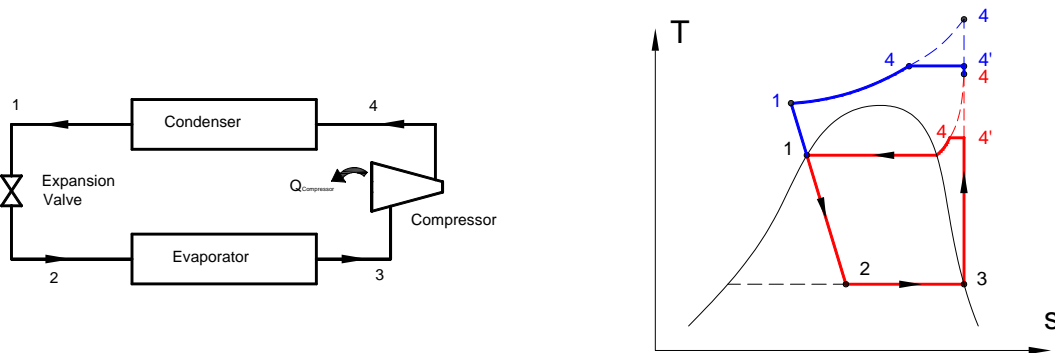 1
4
Condenser
Q Compressor
Expansion
Valve
Compressor
Evaporator
2
3
T
4
4
4'
4
1
4
4'
1
2
3
s